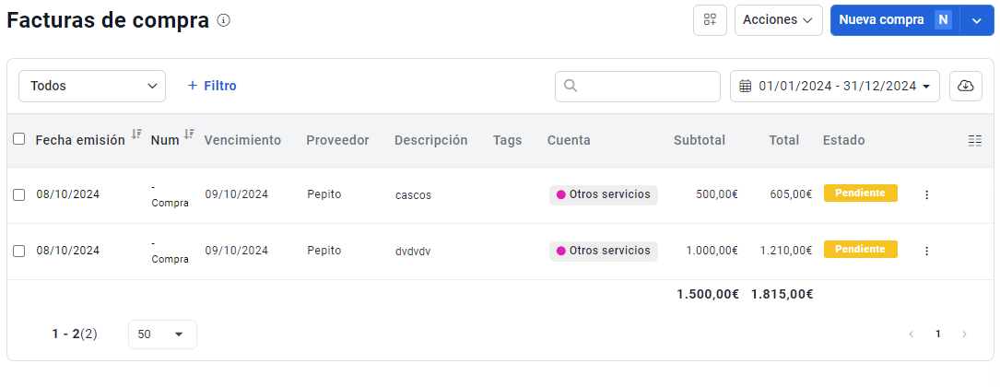 Facturas de compra
Acciones
Nueva compra N
Todos
+ Filtro
01/01/2024 - 31/12/2024
Fecha emisión Num Vencimiento Proveedor Descripción Tags Cuenta Subtotal Total Estado
08/10/2024 - Compra 09/10/2024 Pepito cascos Otros servicios 500,00€ 605,00€ Pendiente
08/10/2024 - Compra 09/10/2024 Pepito dvdvdv Otros servicios 1.000,00€ 1.210,00€ Pendiente
1.500,00€ 1.815,00€
1 - 2(2) 50 1